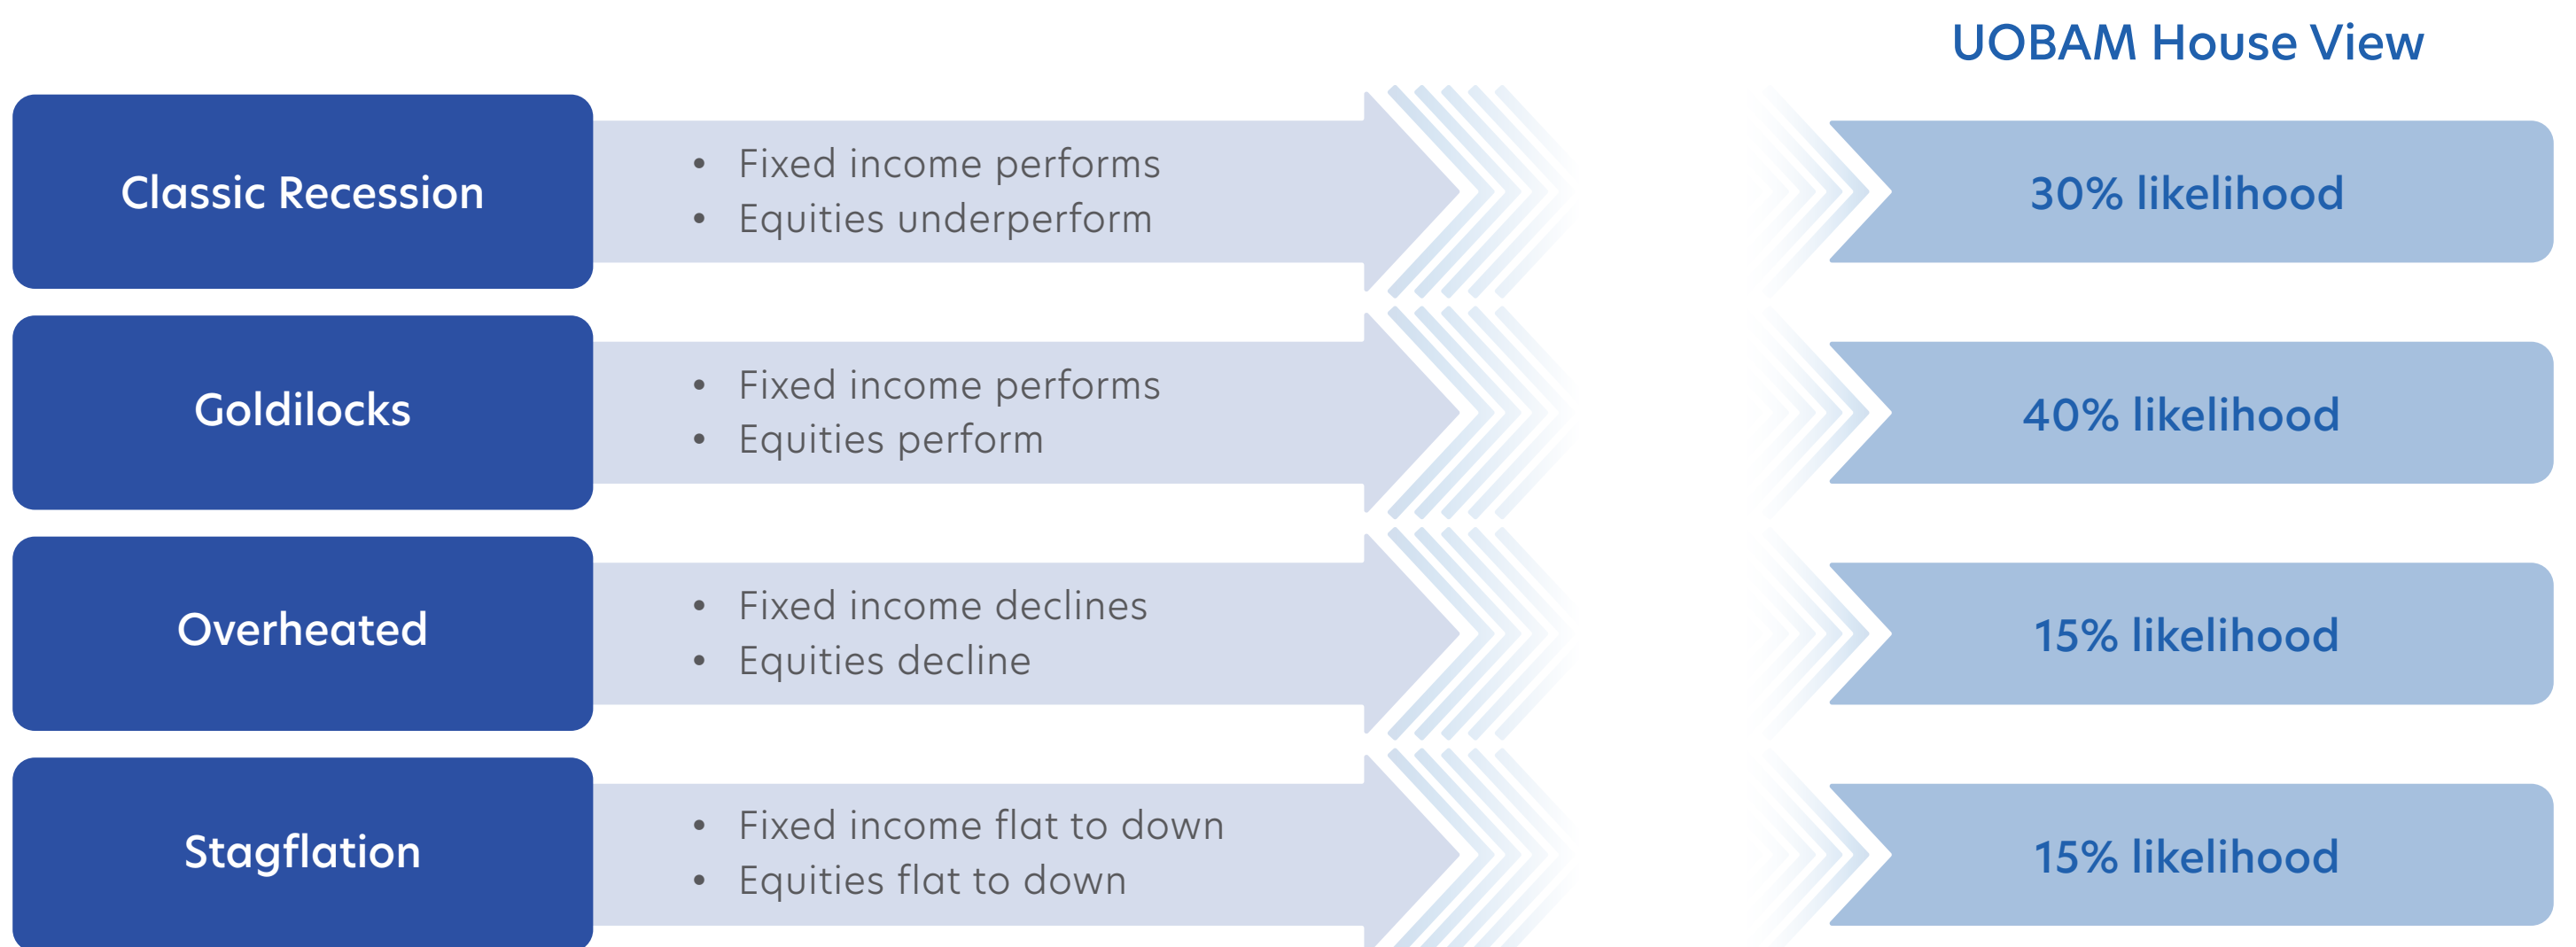 UOBAM House View
Classic Recession
• Fixed income performs
• Equities underperform
30% likelihood
Goldilocks
• Fixed income performs
• Equities perform
40% likelihood
Overheated
• Fixed income declines
• Equities decline
15% likelihood
Stagflation
• Fixed income flat to down
• Equities flat to down
15% likelihood